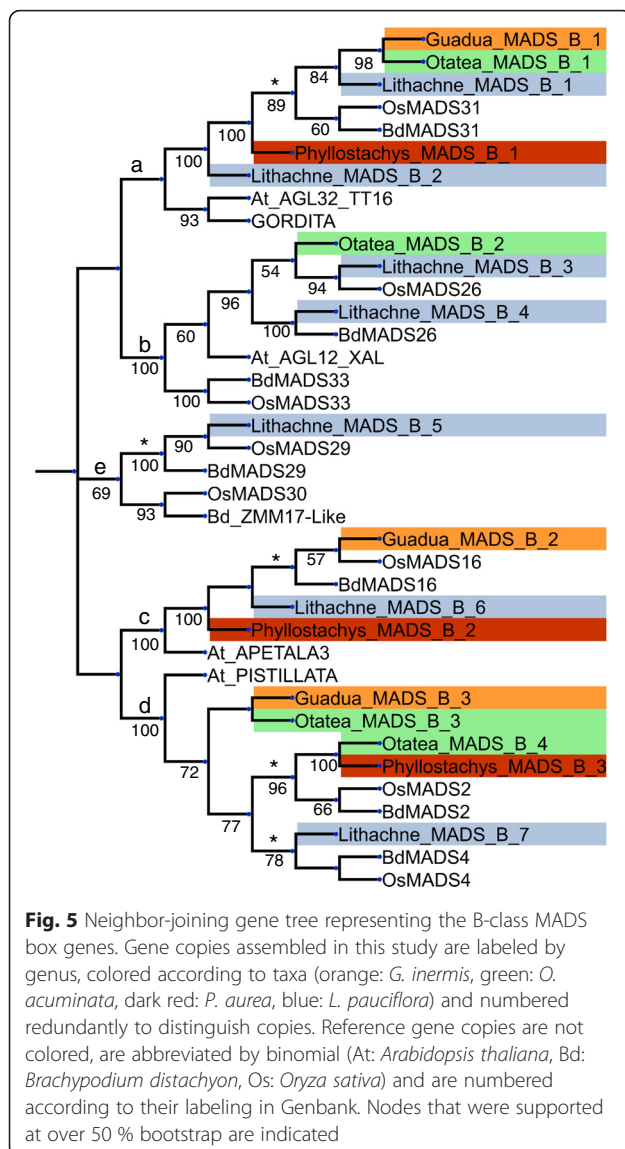 Guadua_MADS_B_1
98
Otatea_MADS_B_1
84
*
Lithachne_MADS_B_1
89
OsMADS31
100
60
BdMADS31
Phyllostachys_MADS_B_1
a
100
Lithachne_MADS_B_2
At_AGL32_TT16
93
GORDITA
Otatea_MADS_B_2
54
Lithachne_MADS_B_3
94
OsMADS26
96
Lithachne_MADS_B_4
60
100
BdMADS26
b
At_AGL12_XAL
100
BdMADS33
100
OsMADS33
Lithachne_MADS_B_5
*
90
OsMADS29
e
100
BdMADS29
69
OsMADS30
93
Bd_ZMM17-Like
Guadua_MADS_B_2
*
57
OsMADS16
BdMADS16
100
Lithachne_MADS_B_6
c
Phyllostachys_MADS_B_2
100
At_APETALA3
At_PISTILLATA
d
Guadua_MADS_B_3
100
Otatea_MADS_B_3
Otatea_MADS_B_4
72
*
100
Phyllostachys_MADS_B_3
96
OsMADS2
66
BdMADS2
77
*
Lithachne_MADS_B_7
78
BdMADS4
OsMADS4
Fig. 5 Neighbor-joining gene tree representing the B-class MADS
box genes. Gene copies assembled in this study are labeled by
genus, colored according to taxa (orange: G. inermis, green: O.
acuminata, dark red: P. aurea, blue: L. pauciflora) and numbered
redundantly to distinguish copies. Reference gene copies are not
colored, are abbreviated by binomial (At: Arabidopsis thaliana, Bd:
Brachypodium distachyon, Os: Oryza sativa) and are numbered
according to their labeling in Genbank. Nodes that were supported
at over 50 % bootstrap are indicated